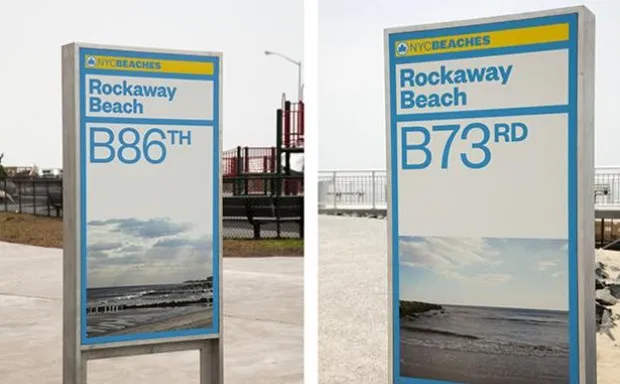 NYCBEACHES
Rockaway
Beach
B86TH
NYCBEACHES
Rockaway
Beach
B73RD